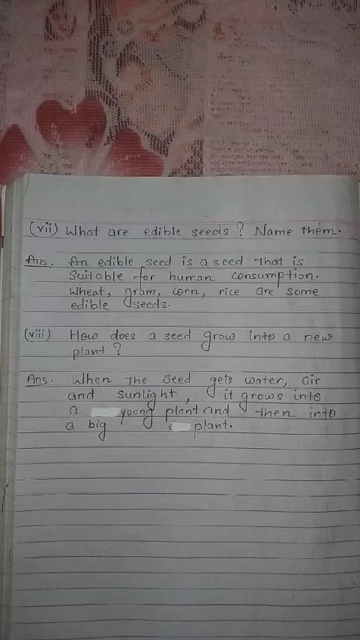 (vii) What are edible seeds? Name them.
Ans. An edible seed is a seed that is
suitable for human consumption.
Wheat, gram, corn, rice are some
edible seeds.
(viii) How does a seed grow into a new
plant?
Ans. When the seed gets water, air
and sunlight, it grows into
a young plant and then into
a big plant.